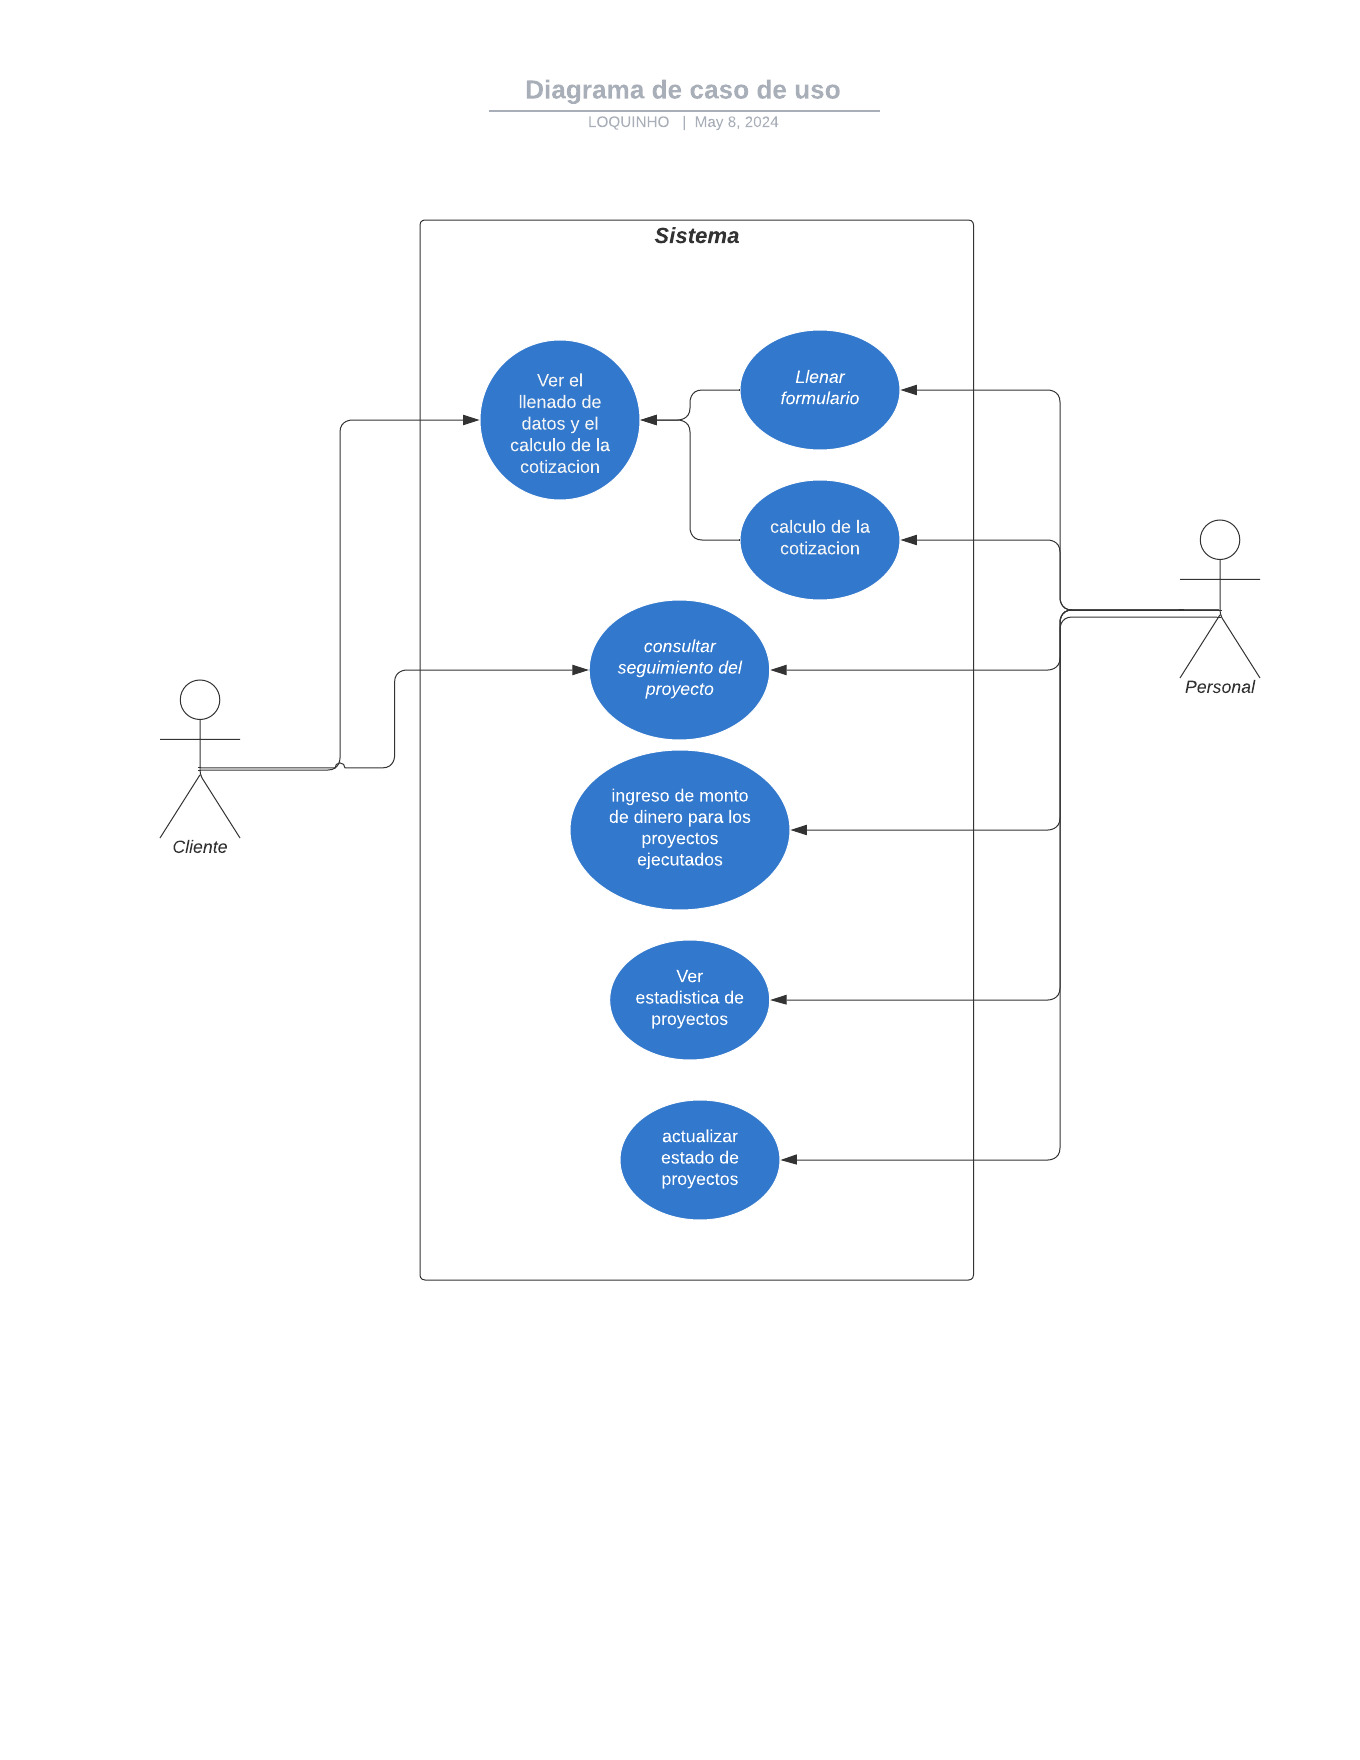 Diagrama de caso de uso
LOQUINHO | May 8, 2024
Sistema
Ver el
llenado de
datos y el
calculo de la
cotizacion
Llenar
formulario
calculo de la
cotizacion
consultar
seguimiento del
proyecto
Personal
ingreso de monto
de dinero para los
proyectos
ejecutados
Cliente
Ver
estadistica de
proyectos
actualizar
estado de
proyectos